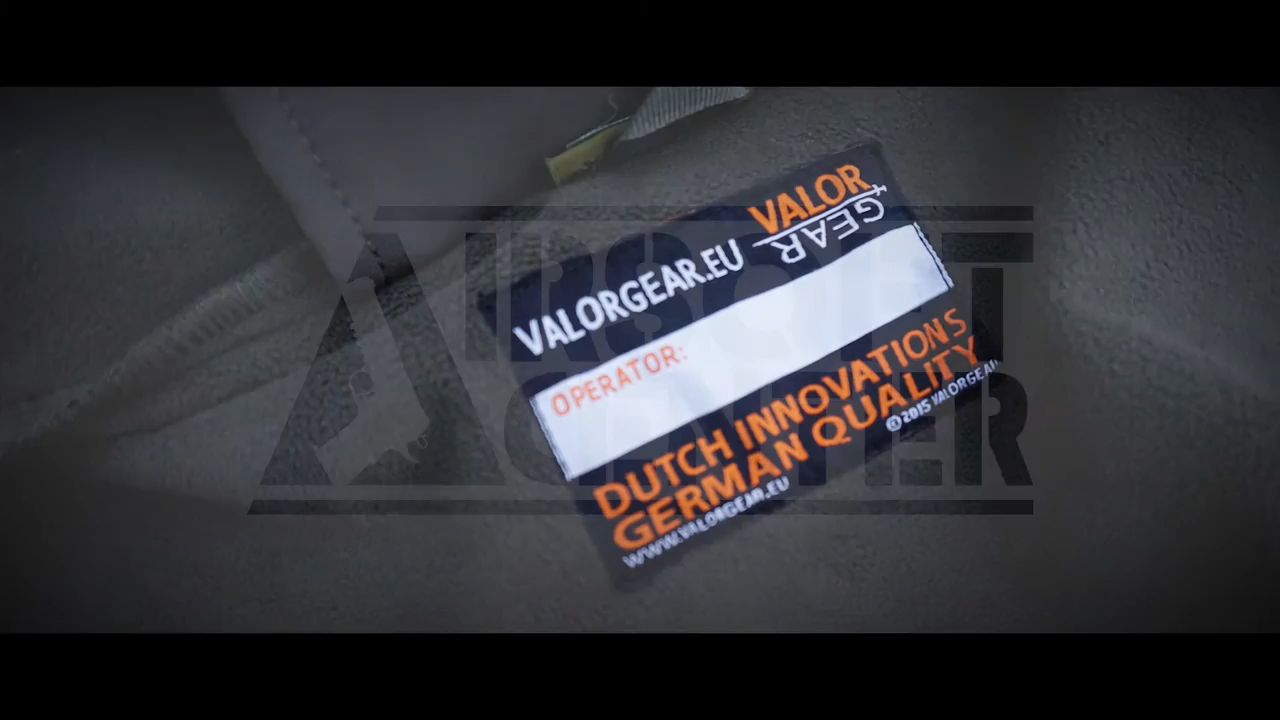 VALOR
GEAR
VALORGEAR.EU
OPERATOR:
DUTCH INNOVATIONS
GERMAN QUALITY
©2015 VALORGEAR
WWW.VALORGEAR.EU
AIRSOFT
CENTER